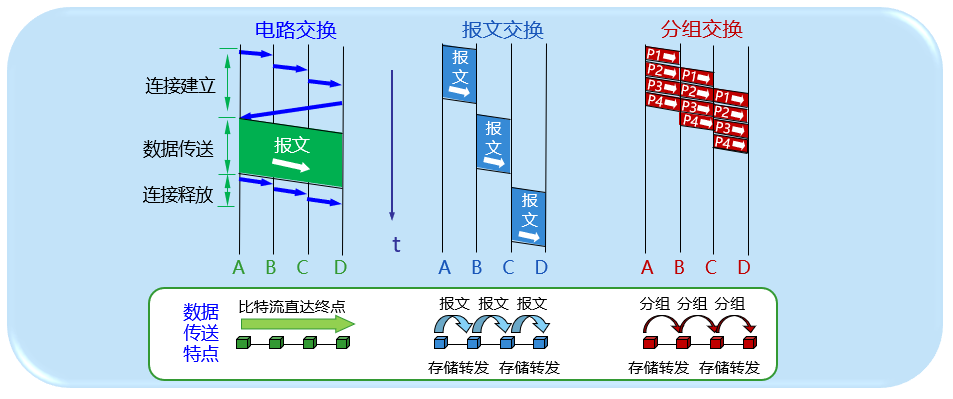 电路交换
报文交换
分组交换
连接建立
数据传送
连接释放
报文
t
报
文
报
文
报
文
P1
P2
P3
P4
P1
P2
P3
P4
P1
P2
P3
P4
A B C D
A B C D
A B C D
数据
传送
特点
比特流直达终点
报文 报文 报文
存储转发 存储转发
分组 分组 分组
存储转发 存储转发